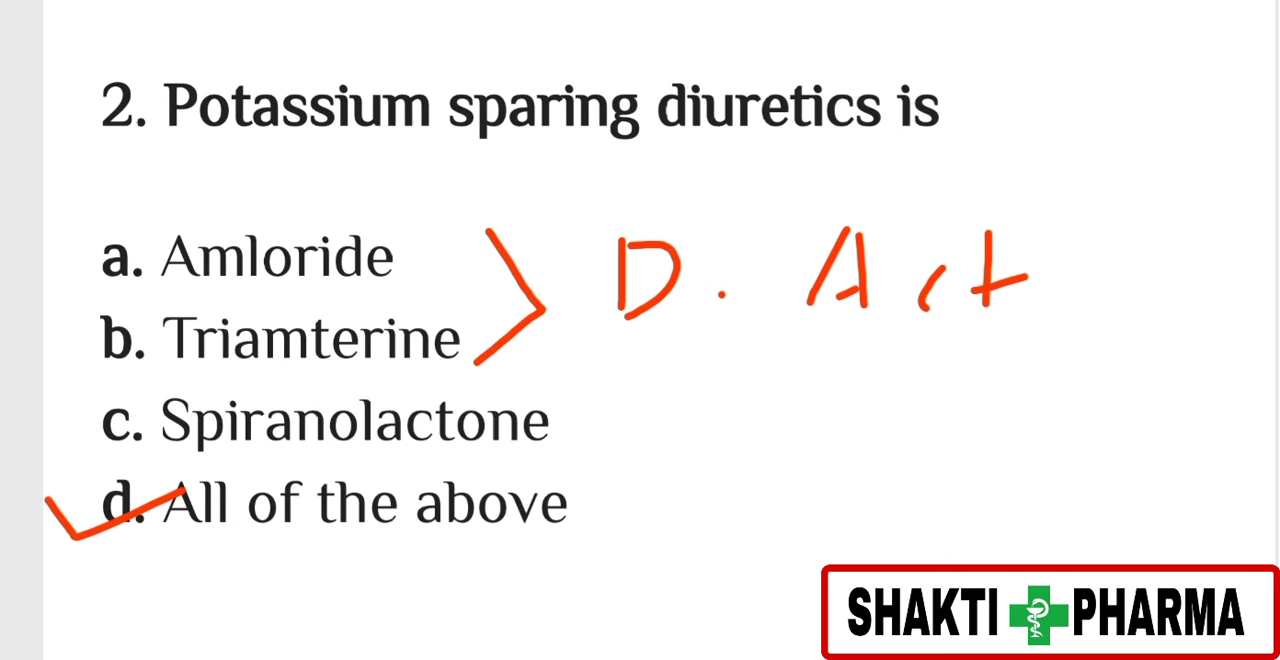 2. Potassium sparing diuretics is
a. Amloride
b. Triamterine
D. Act
c. Spiranolactone
d. All of the above
SHAKTI PHARMA